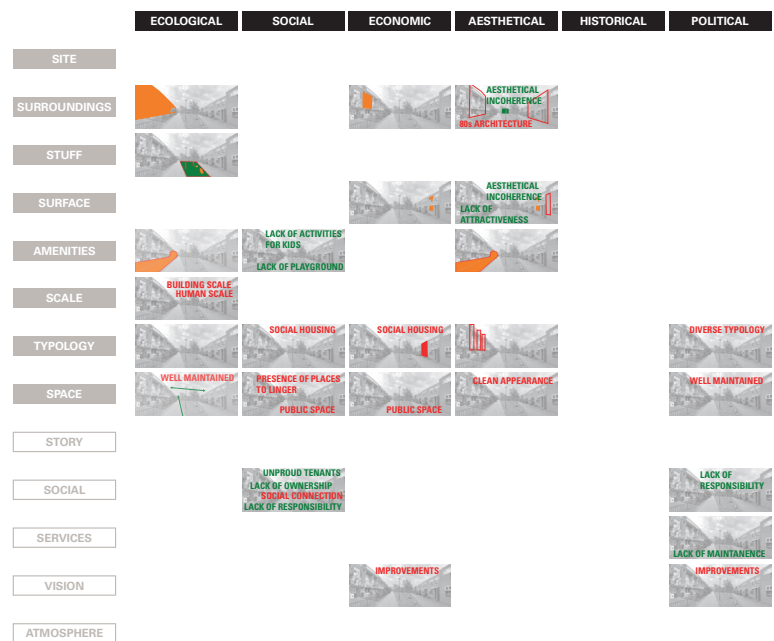 ECOLOGICAL SOCIAL ECONOMIC AESTHETICAL HISTORICAL POLITICAL
SITE
SURROUNDINGS
AESTHETICAL
INCOHERENCE
80s ARCHITECTURE
STUFF
SURFACE
AESTHETICAL
INCOHERENCE
LACK OF
ATTRACTIVENESS
AMENITIES
LACK OF ACTIVITIES
FOR KIDS
LACK OF PLAYGROUND
SCALE
BUILDING SCALE
HUMAN SCALE
TYPOLOGY
SOCIAL HOUSING
SOCIAL HOUSING
DIVERSE TYPOLOGY
SPACE
WELL MAINTAINED
PRESENCE OF PLACES
TO LINGER
PUBLIC SPACE
PUBLIC SPACE
CLEAN APPEARANCE
WELL MAINTAINED
STORY
SOCIAL
UNPROUD TENANTS
LACK OF OWNERSHIP
SOCIAL CONNECTION
LACK OF RESPONSIBILITY
LACK OF
RESPONSIBILITY
SERVICES
LACK OF MAINTANENCE
VISION
IMPROVEMENTS
IMPROVEMENTS
ATMOSPHERE